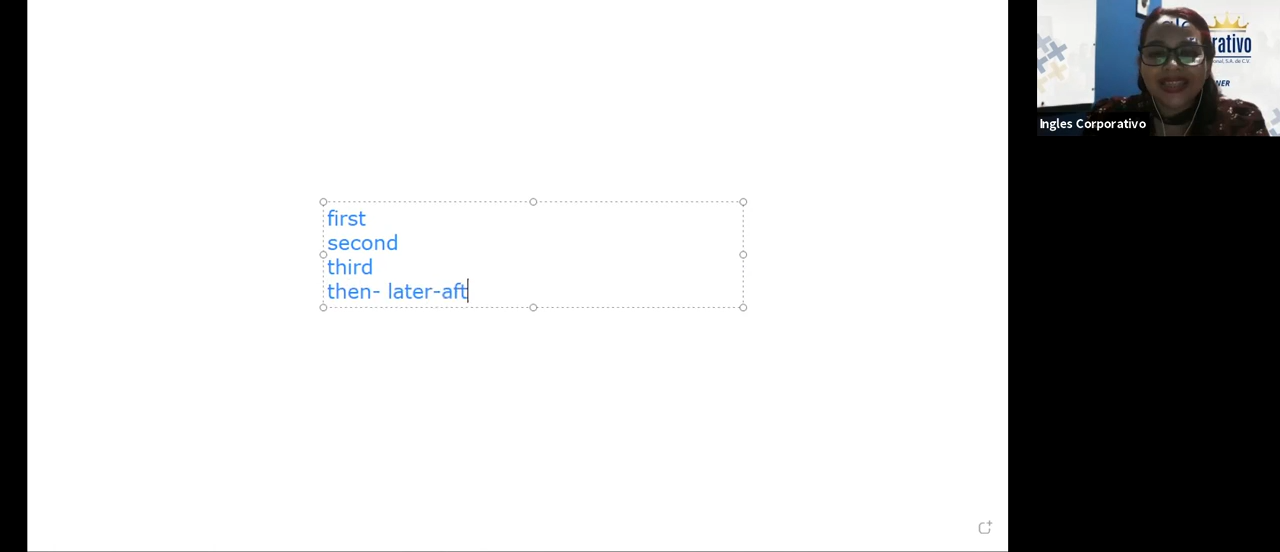 first
second
third
then- later-aft
rativo
Ingles Corporativo